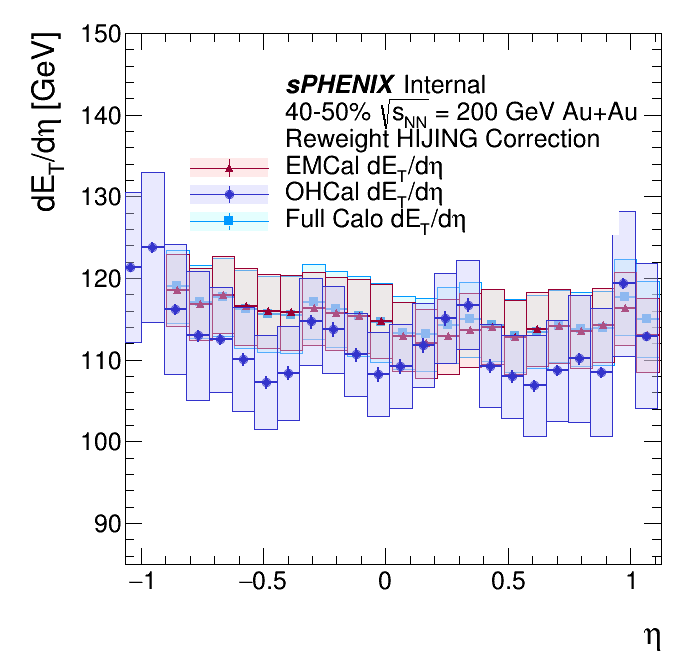 dE_T/dη [GeV]
150
140
130
120
110
100
90
sPHENIX Internal
40-50% √s_NN = 200 GeV Au+Au
Reweight HIJING Correction
EMCal dE_T/dη
OHCal dE_T/dη
Full Calo dE_T/dη
−1 −0.5 0 0.5 1
η